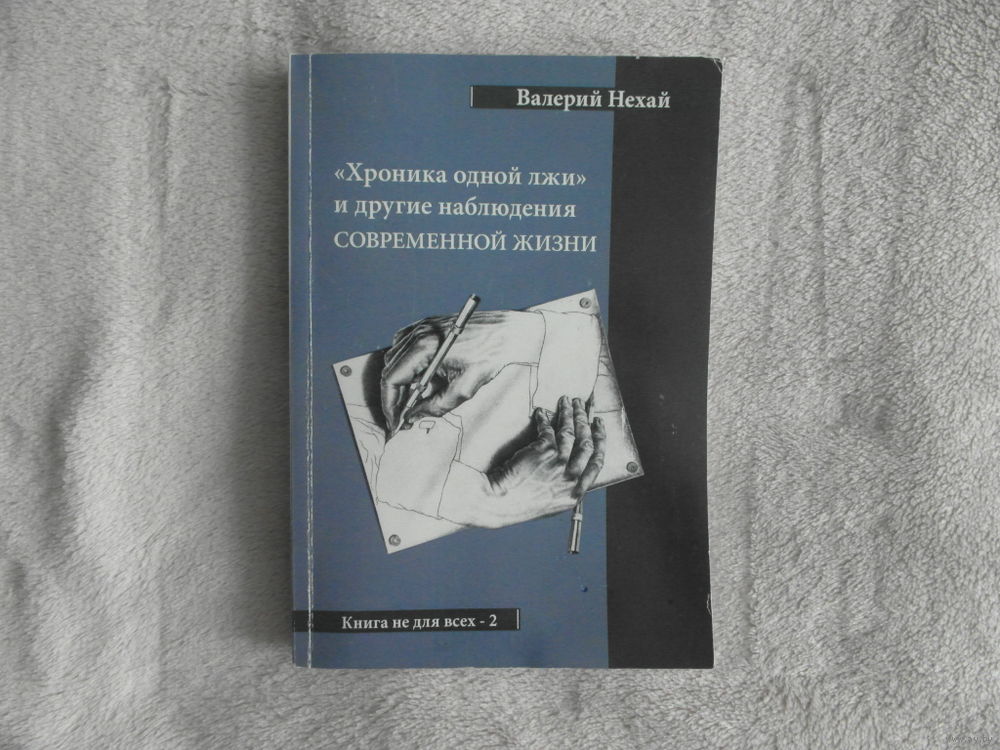 Валерий Нехай
«Хроника одной лжи»
и другие наблюдения
СОВРЕМЕННОЙ ЖИЗНИ
Книга не для всех - 2